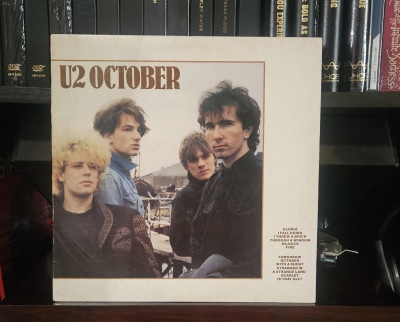 U2 OCTOBER
GLORIA
I FALL DOWN
I THREW A BRICK
THROUGH A WINDOW
REJOICE
FIRE
TOMORROW
OCTOBER
WITH A SHOUT
STRANGER IN
A STRANGE LAND
SCARLET
IS THAT ALL?